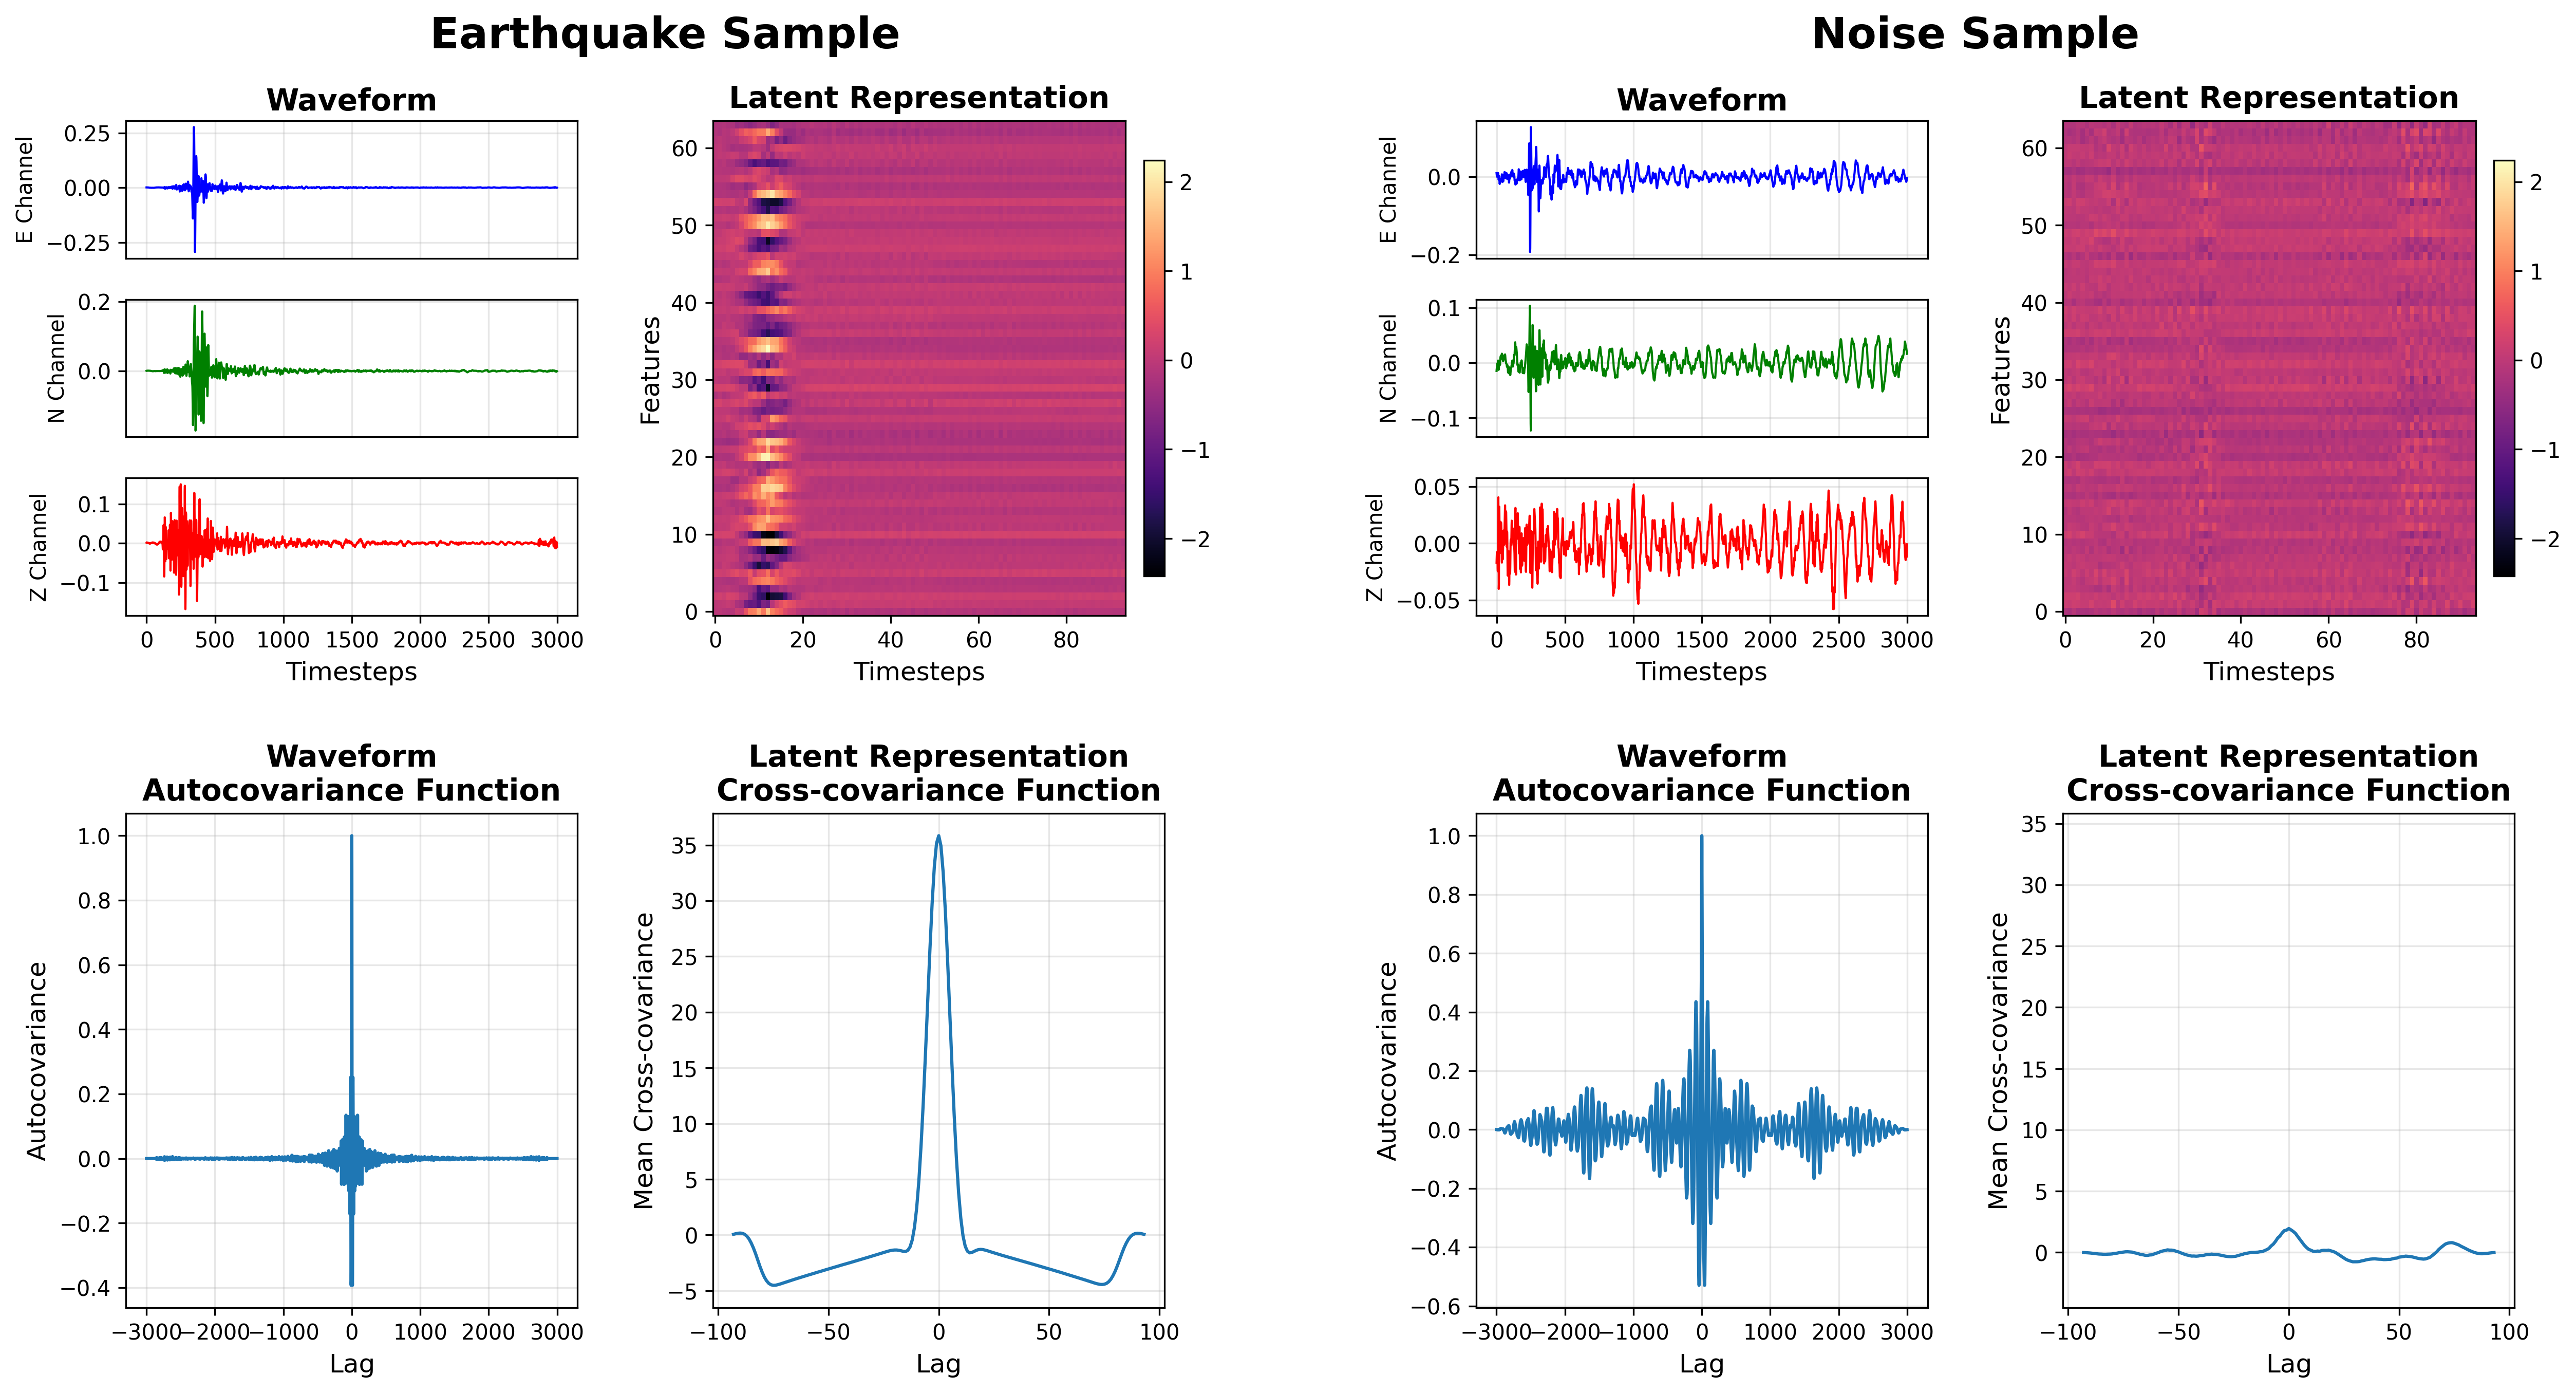 Earthquake Sample
Noise Sample
Waveform
E Channel
0.25
0.00
−0.25
N Channel
0.2
0.0
Z Channel
0.1
0.0
−0.1
0 500 1000 1500 2000 2500 3000
Timesteps
Latent Representation
Features
60
50
40
30
20
10
0
0 20 40 60 80
Timesteps
2
1
0
−1
−2
Waveform
E Channel
0.0
−0.2
N Channel
0.1
0.0
−0.1
Z Channel
0.05
0.00
−0.05
0 500 1000 1500 2000 2500 3000
Timesteps
Latent Representation
Features
60
50
40
30
20
10
0
0 20 40 60 80
Timesteps
2
1
0
−1
−2
Waveform
Autocovariance Function
Autocovariance
1.0
0.8
0.6
0.4
0.2
0.0
−0.2
−0.4
−3000 −2000 −1000 0 1000 2000 3000
Lag
Latent Representation
Cross-covariance Function
Mean Cross-covariance
35
30
25
20
15
10
5
0
−5
−100 −50 0 50 100
Lag
Waveform
Autocovariance Function
Autocovariance
1.0
0.8
0.6
0.4
0.2
0.0
−0.2
−0.4
−0.6
−3000 −2000 −1000 0 1000 2000 3000
Lag
Latent Representation
Cross-covariance Function
Mean Cross-covariance
35
30
25
20
15
10
5
0
−100 −50 0 50 100
Lag